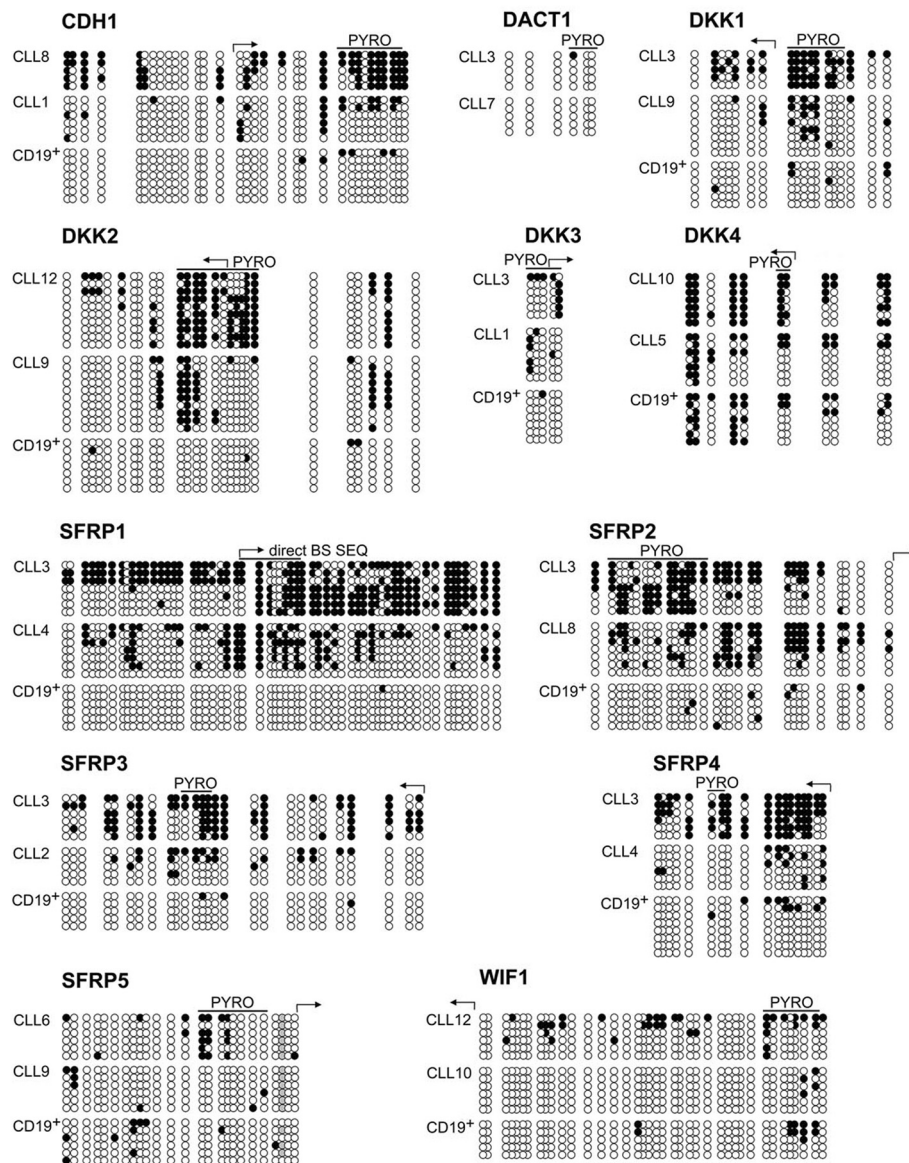 CDH1
PYRO
CLL8
CLL1
CD19+
DACT1
PYRO
CLL3
CLL7
DKK1
PYRO
CLL3
CLL9
CD19+
DKK2
PYRO
CLL12
CLL9
CD19+
DKK3
PYRO
CLL3
CLL1
CD19+
DKK4
PYRO
CLL10
CLL5
CD19+
SFRP1
direct BS SEQ
CLL3
CLL4
CD19+
SFRP2
PYRO
CLL3
CLL8
CD19+
SFRP3
PYRO
CLL3
CLL2
CD19+
SFRP4
PYRO
CLL3
CLL4
CD19+
SFRP5
PYRO
CLL6
CLL9
CD19+
WIF1
PYRO
CLL12
CLL10
CD19+